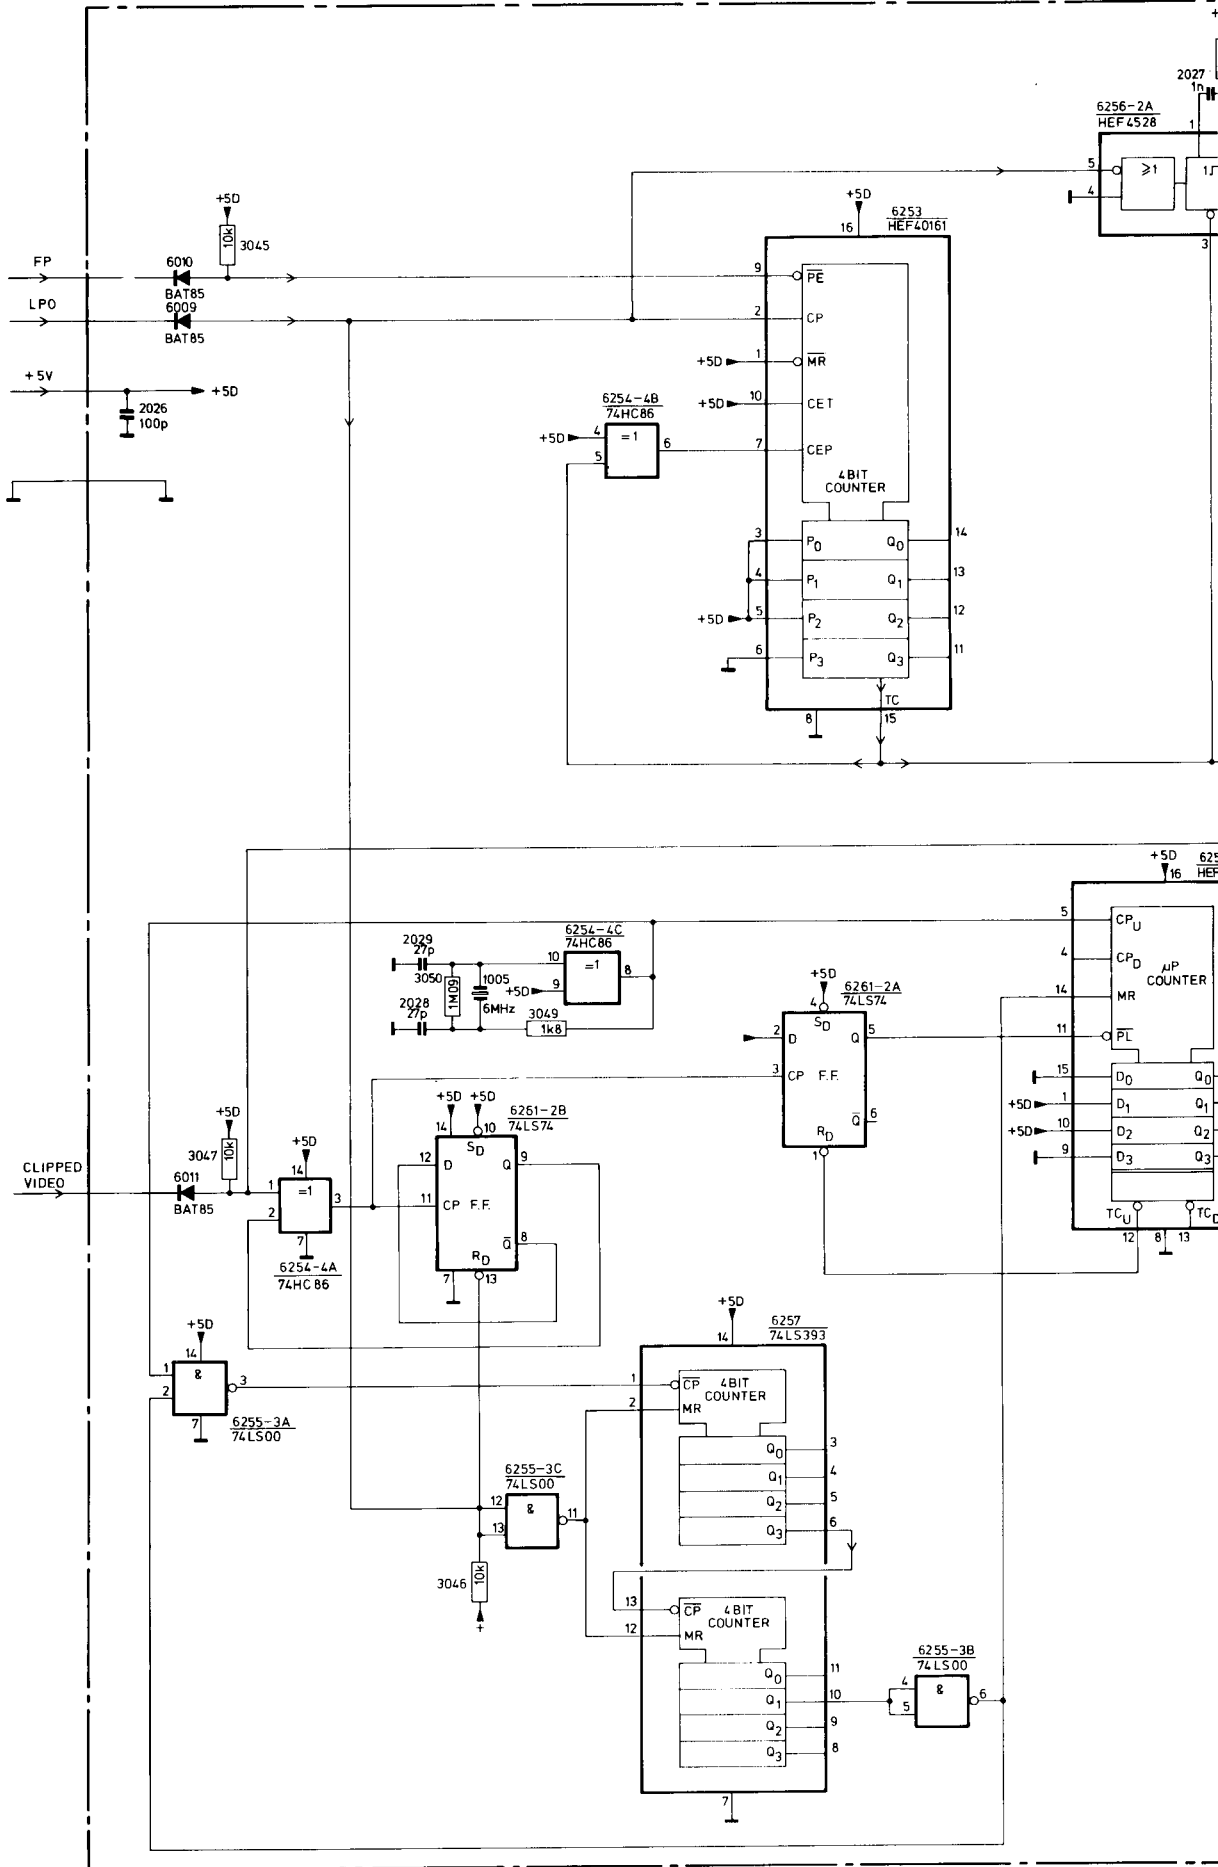 +
2027
1n
6256-2A
HEF4528
1
5
≥1
4
3
+5D
10k
3045
+5D
16
6253
HEF40161
FP
6010
BAT85
9
PE
LPO
6009
BAT85
2
CP
+5D
1
MR
+5V
+5D
2026
100p
+5D
10
CET
6254-4B
74HC86
+5D
4
=1
6
5
7
CEP
4BIT
COUNTER
3
P0
Q0
14
4
P1
Q1
13
+5D
5
P2
Q2
12
6
P3
Q3
11
TC
8
15
+5D
16
5
CPU
4
CPD
µP
COUNTER
14
MR
11
PL
15
D0
Q0
+5D
1
D1
Q1
+5D
10
D2
Q2
9
D3
Q3
TCU
12
8
13
6254-4C
74HC86
2029
27p
10
=1
8
3050
1M09
1005
6MHz
+5D
9
2028
27p
3049
1k8
+5D
4
6261-2A
74LS74
SD
2
D
Q
5
3
CP
F.F.
Q
6
RD
1
+5D
+5D
14
10
6261-2B
74LS74
SD
12
D
Q
9
11
CP
F.F.
Q
8
RD
7
13
+5D
3047
10k
+5D
14
CLIPPED
VIDEO
6011
BAT85
1
=1
3
2
7
6254-4A
74HC86
+5D
14
1
&
3
2
7
6255-3A
74LS00
+5D
14
6257
74LS393
1
CP
4BIT
COUNTER
2
MR
Q0
3
Q1
4
Q2
5
Q3
6
6255-3C
74LS00
12
&
11
13
3046
10k
+
13
CP
4BIT
COUNTER
12
MR
Q0
11
Q1
10
Q2
9
Q3
8
7
6255-3B
74LS00
4
&
6
5